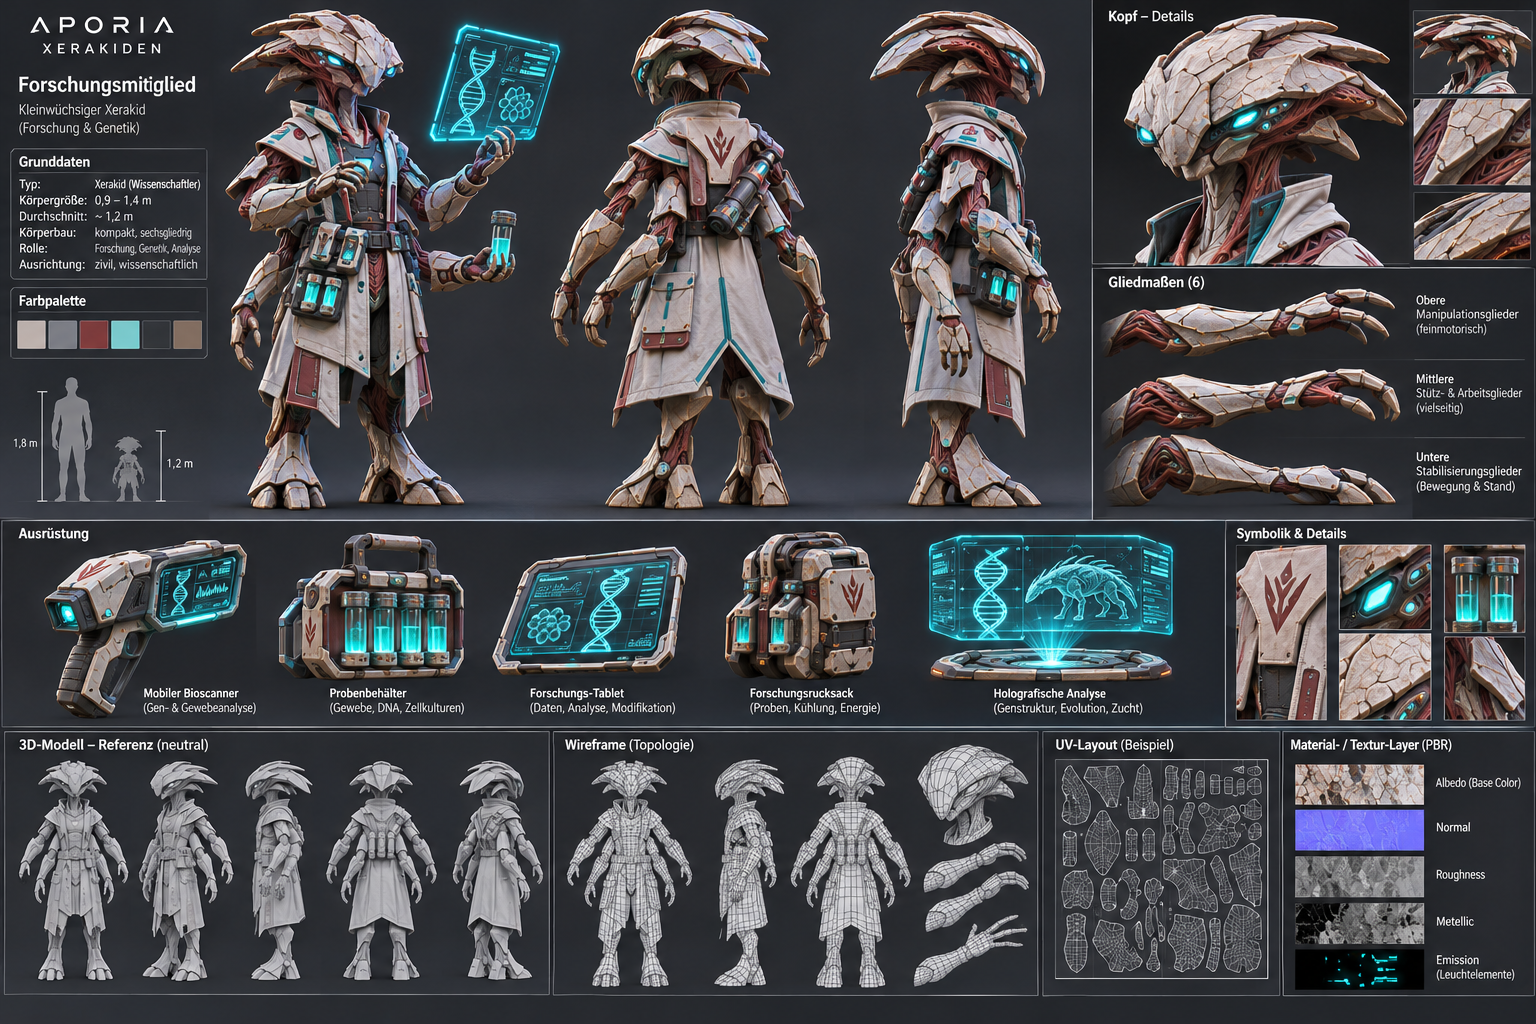 APORIA
XERAKIDEN
Forschungsmitglied
Kleinwüchsiger Xerakid
(Forschung & Genetik)
Grunddaten
Typ: Xerakid (Wissenschaftler)
Körpergröße: 0,9 – 1,4 m
Durchschnitt: ~ 1,2 m
Körperbau: kompakt, sechsgliedrig
Rolle: Forschung, Genetik, Analyse
Ausrichtung: zivil, wissenschaftlich
Farbpalette
1,8 m
1,2 m
Kopf – Details
Gliedmaßen (6)
Obere
Manipulationsglieder
(feinmotorisch)
Mittlere
Stütz- & Arbeitsglieder
(vielseitig)
Untere
Stabilisierungsglieder
(Bewegung & Stand)
Ausrüstung
Mobiler Bioscanner
(Gen- & Gewebeanalyse)
Probenbehälter
(Gewebe, DNA, Zellkulturen)
Forschungs-Tablet
(Daten, Analyse, Modifikation)
Forschungsrucksack
(Proben, Kühlung, Energie)
Holografische Analyse
(Genstruktur, Evolution, Zucht)
Symbolik & Details
3D-Modell – Referenz (neutral)
Wireframe (Topologie)
UV-Layout (Beispiel)
Material- / Textur-Layer (PBR)
Albedo (Base Color)
Normal
Roughness
Metellic
Emission
(Leuchtelemente)